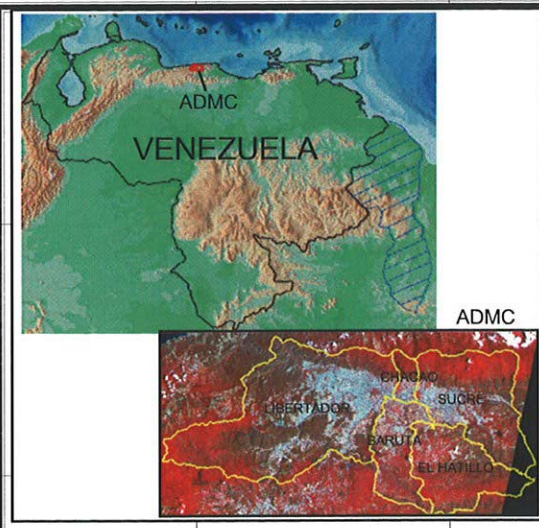 ADMC
VENEZUELA
ADMC
CHACAO
SUCRE
LIBERTADOR
BARUTA
EL HATILLO